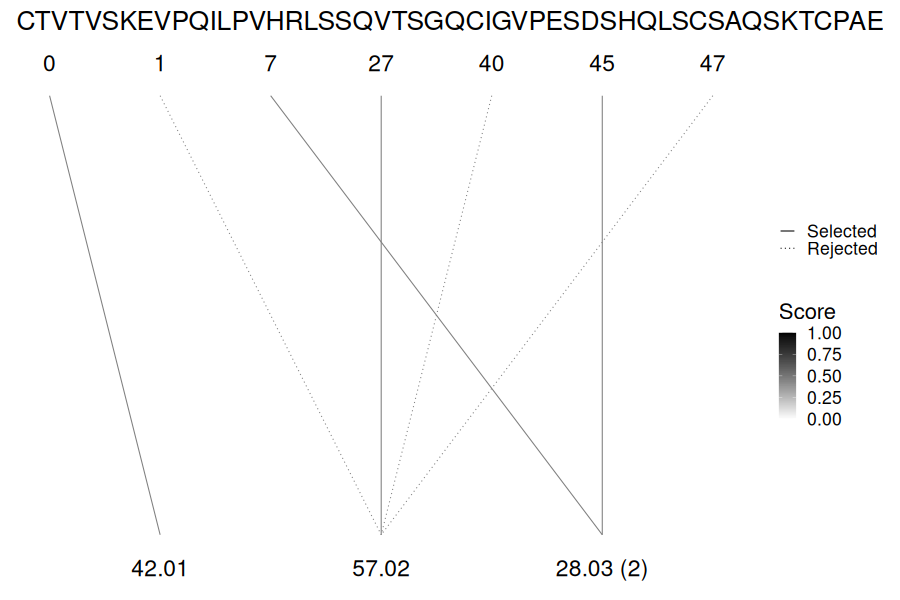 CTVTVSKEVPQILPVHRLSSQVTSGQCIGVPESDSHQLSCSAQSKTCPAE
0 1 7 27 40 45 47
Selected
Rejected
Score
1.00
0.75
0.50
0.25
0.00
42.01 57.02 28.03 (2)